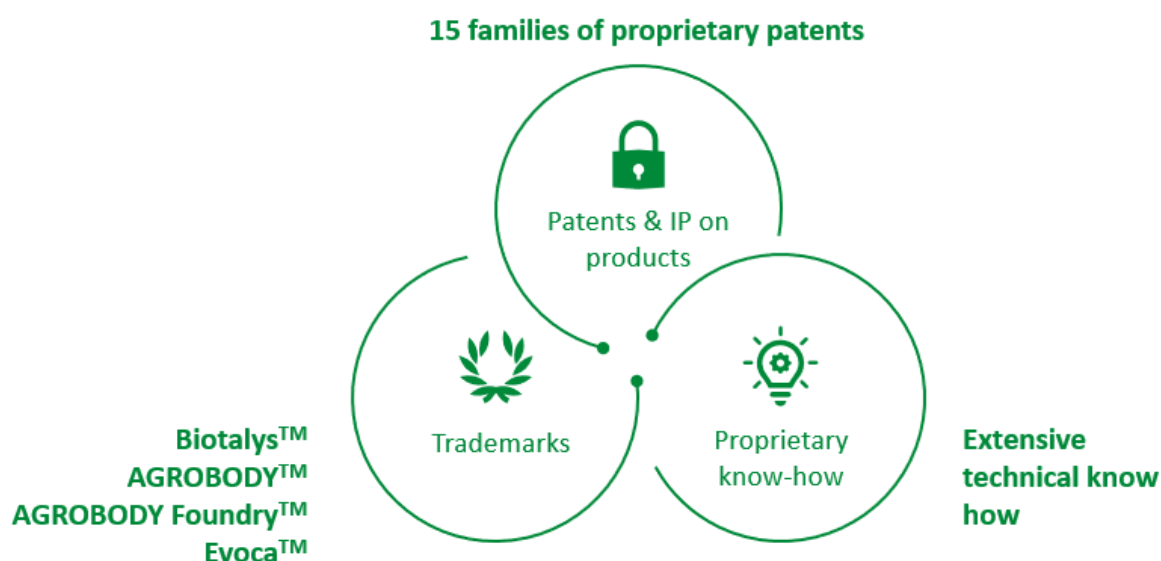 15 families of proprietary patents
Patents & IP on
products
Trademarks
Proprietary
know-how
Biotalys™
AGROBODY™
AGROBODY Foundry™
Evoca™
Extensive
technical know
how